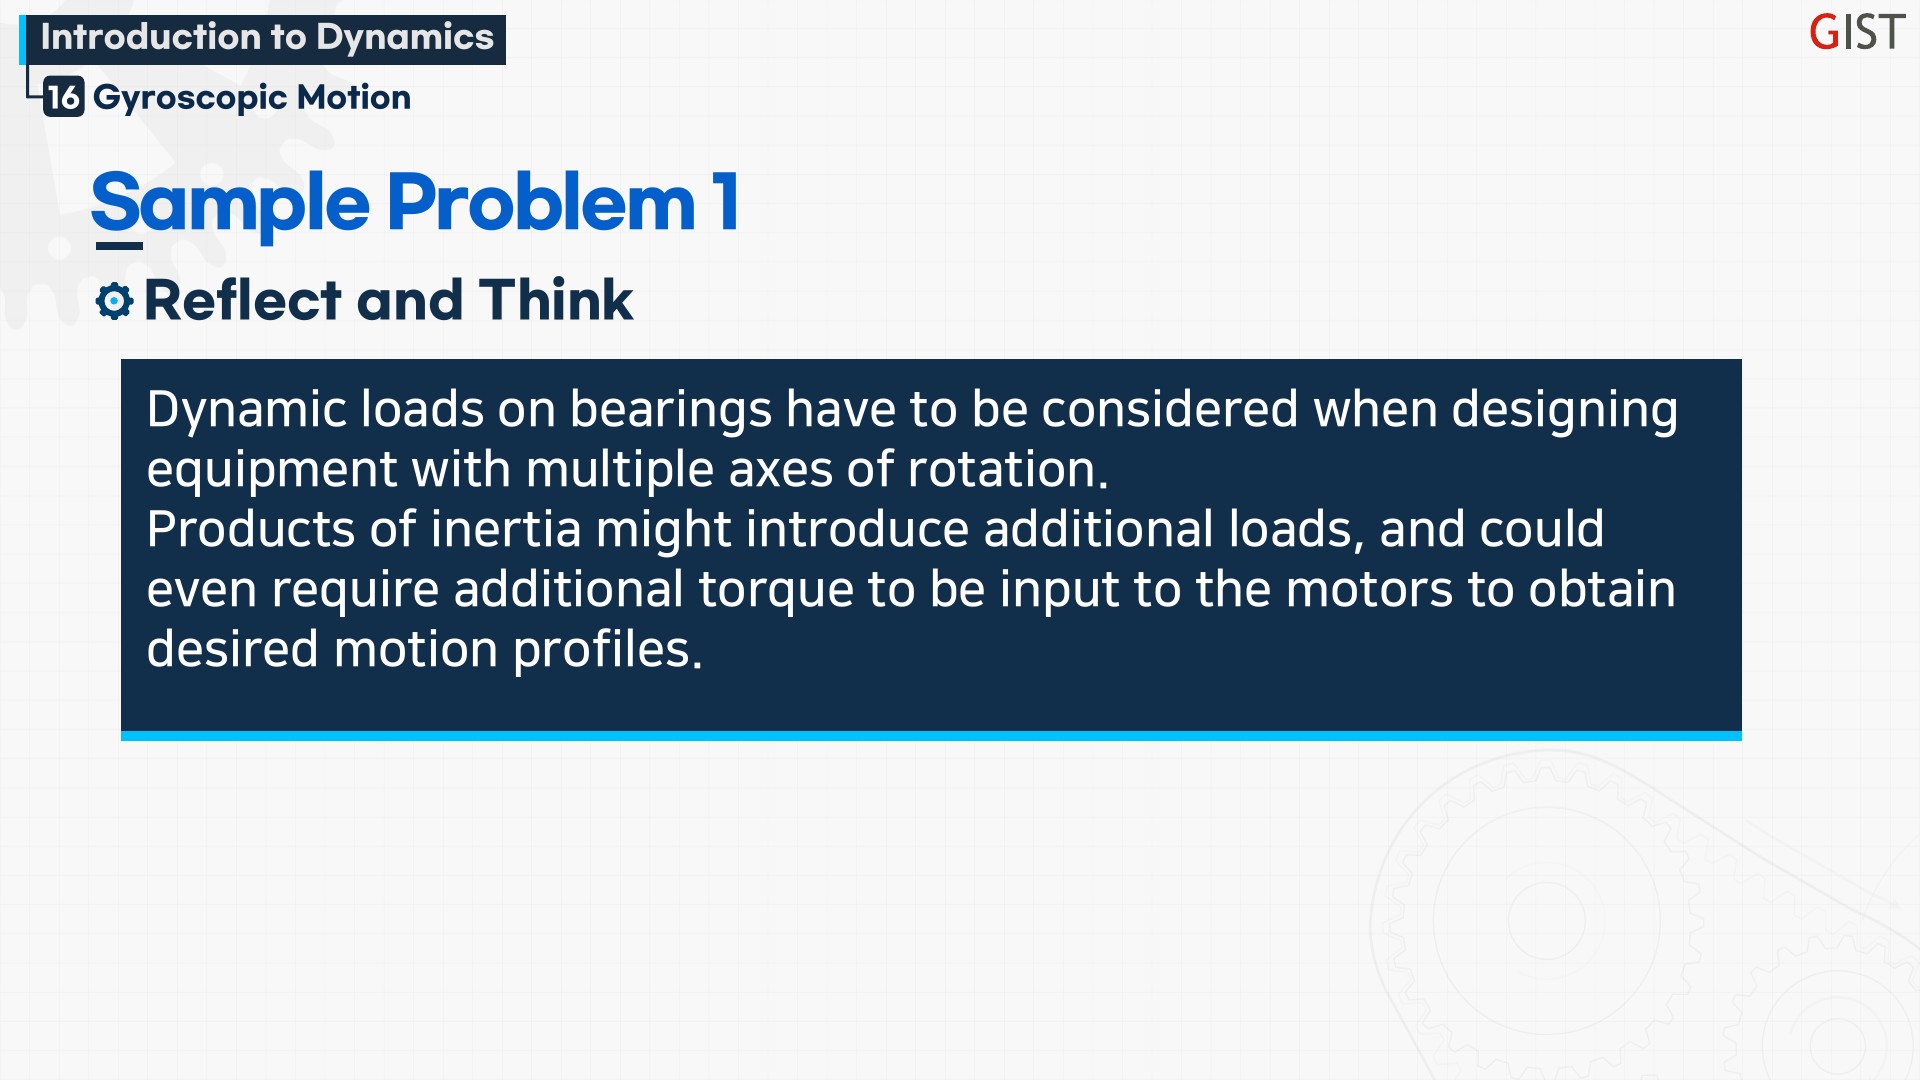 Introduction to Dynamics
GIST
16 Gyroscopic Motion
Sample Problem 1
Reflect and Think
Dynamic loads on bearings have to be considered when designing
equipment with multiple axes of rotation.
Products of inertia might introduce additional loads, and could
even require additional torque to be input to the motors to obtain
desired motion profiles.